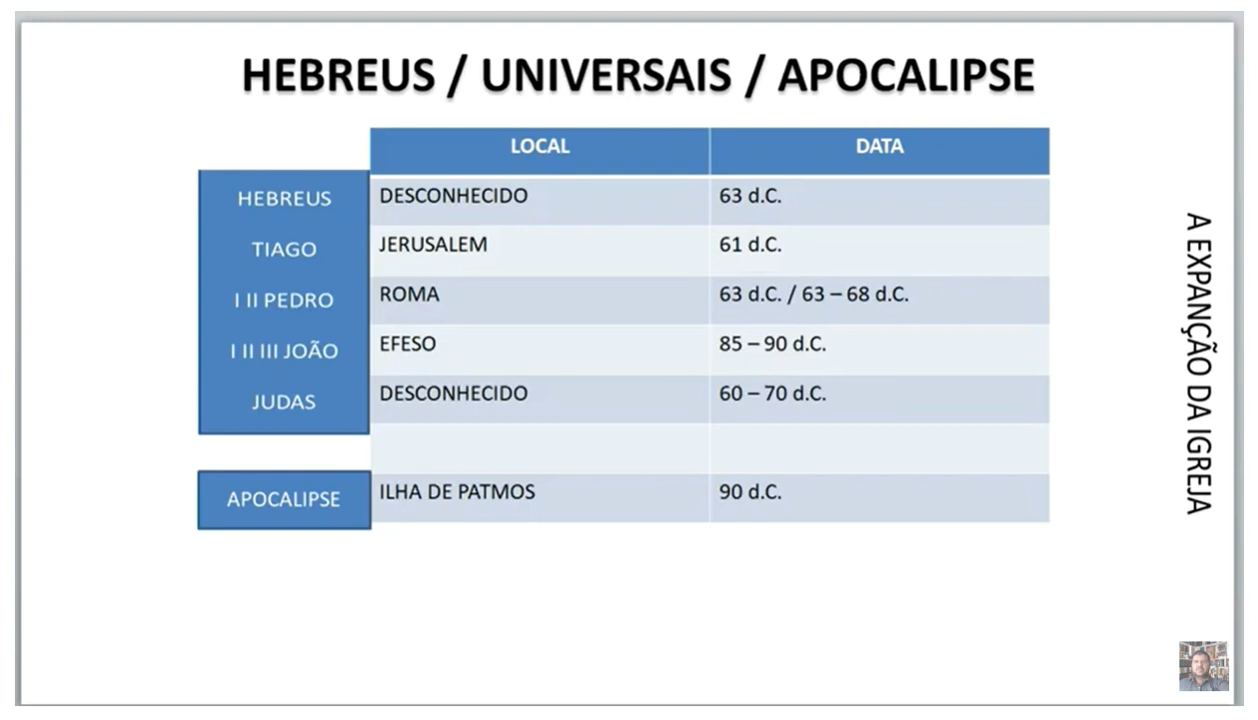 HEBREUS / UNIVERSAIS / APOCALIPSE
LOCAL DATA
HEBREUS DESCONHECIDO 63 d.C.
TIAGO JERUSALEM 61 d.C.
I II PEDRO ROMA 63 d.C. / 63 – 68 d.C.
I II III JOÃO EFESO 85 – 90 d.C.
JUDAS DESCONHECIDO 60 – 70 d.C.
APOCALIPSE ILHA DE PATMOS 90 d.C.
A EXPANÇÃO DA IGREJA